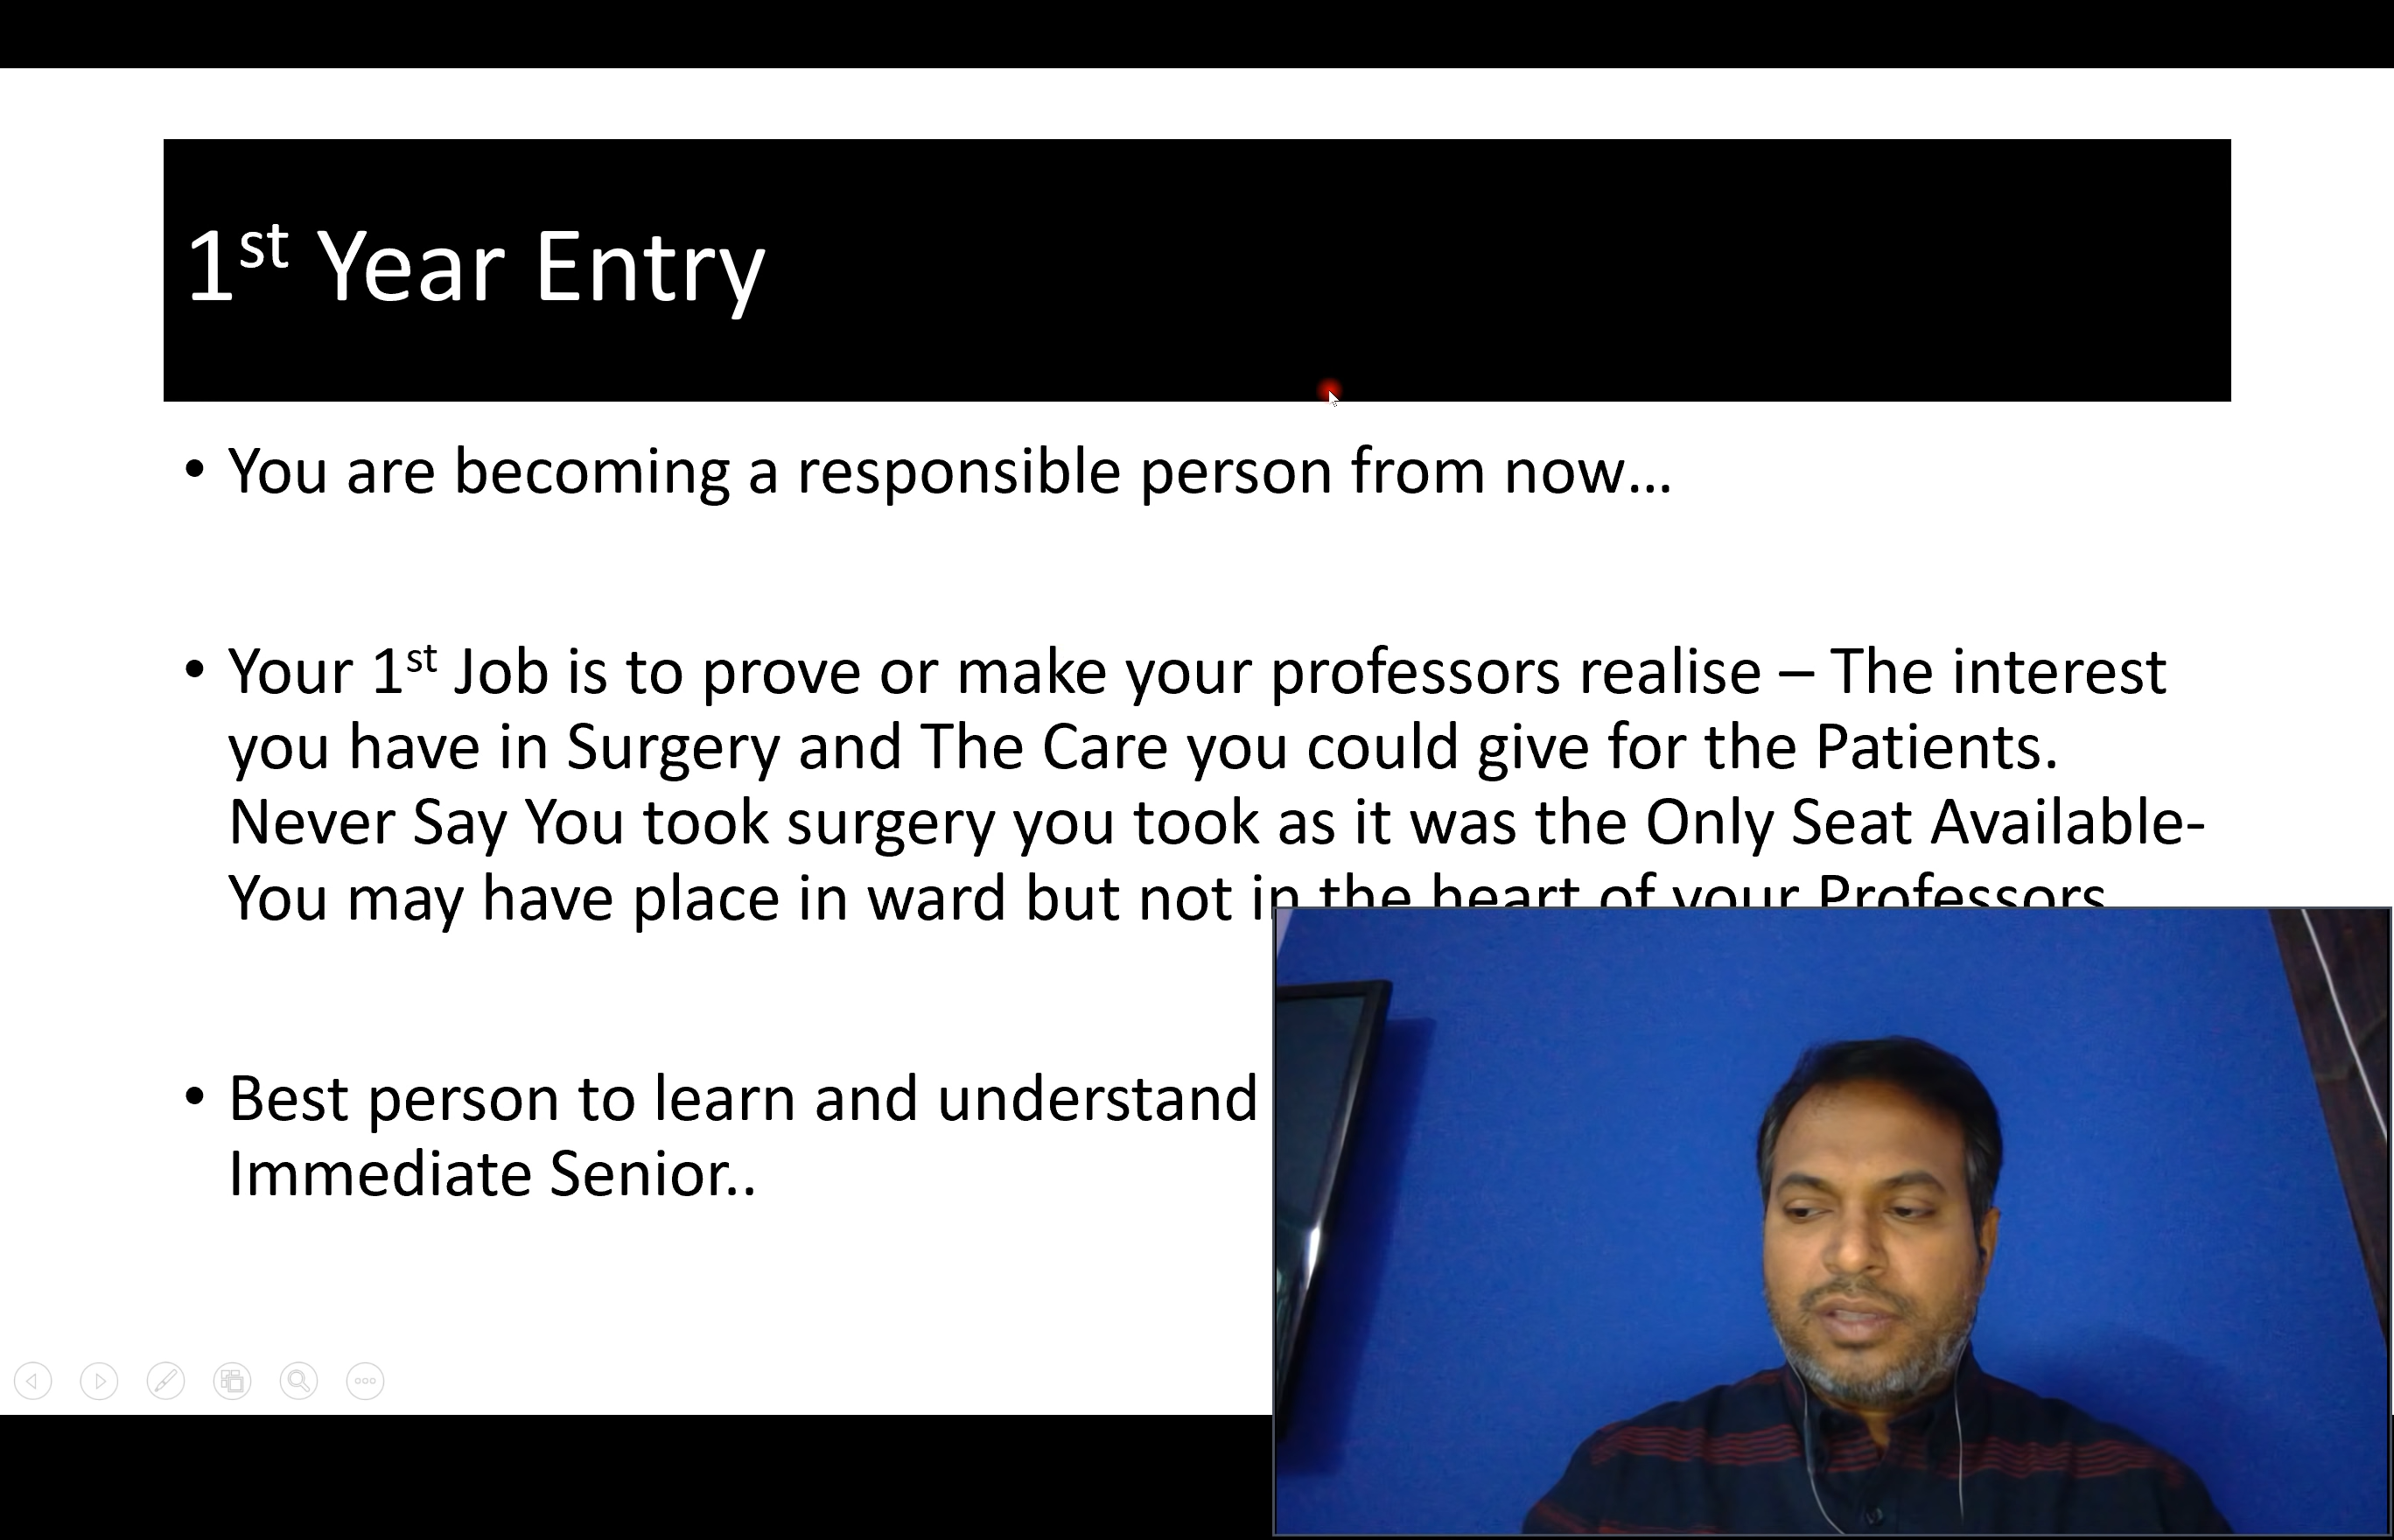 1st Year Entry
• You are becoming a responsible person from now...
• Your 1st Job is to prove or make your professors realise – The interest
you have in Surgery and The Care you could give for the Patients.
Never Say You took surgery you took as it was the Only Seat Available-
You may have place in ward but not in the heart of your Professors
• Best person to learn and understand
Immediate Senior..